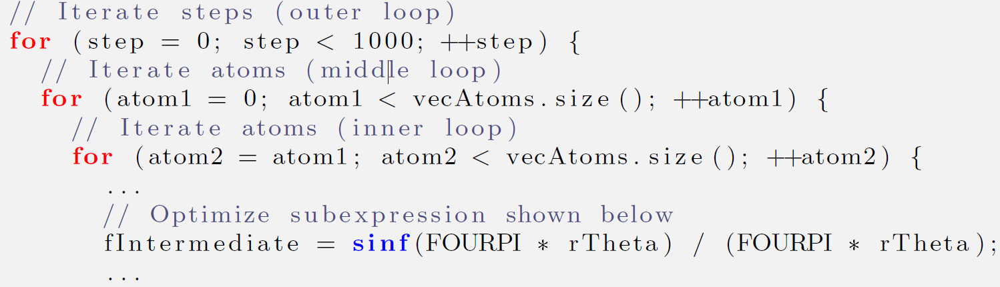 // Iterate steps (outer loop)
for (step = 0; step < 1000; ++step) {
// Iterate atoms (middle loop)
for (atom1 = 0; atom1 < vecAtoms.size(); ++atom1) {
// Iterate atoms (inner loop)
for (atom2 = atom1; atom2 < vecAtoms.size(); ++atom2) {
...
// Optimize subexpression shown below
fIntermediate = sinf(FOURPI * rTheta) / (FOURPI * rTheta);
...